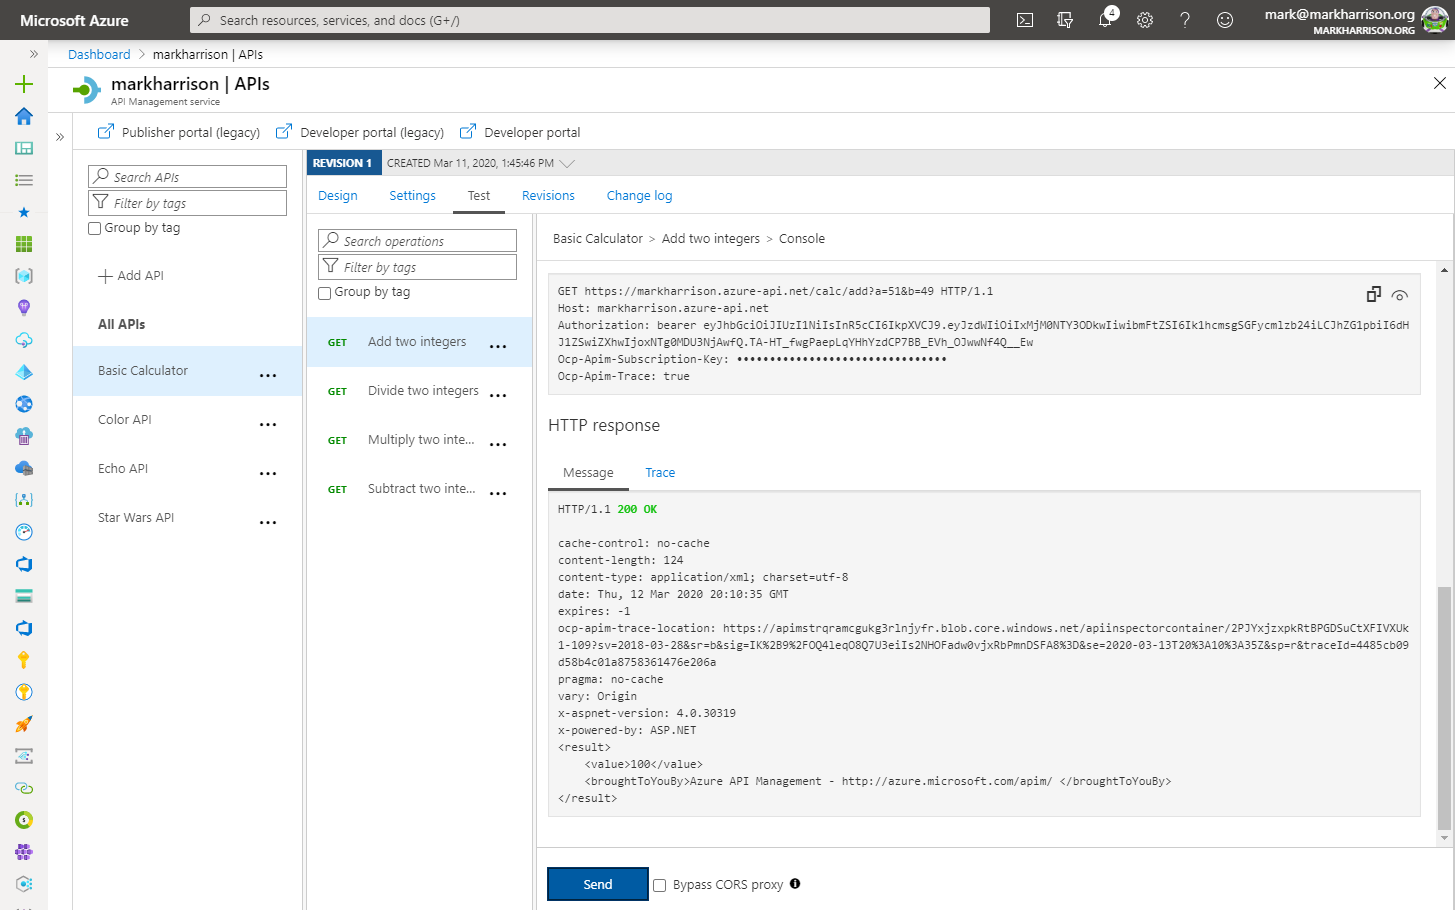 Microsoft Azure
Search resources, services, and docs (G+/)
4
mark@markharrison.org
MARKHARRISON.ORG
Dashboard > markharrison | APIs
markharrison | APIs
API Management service
Publisher portal (legacy)
Developer portal (legacy)
Developer portal
Search APIs
Filter by tags
Group by tag
Add API
All APIs
Basic Calculator
Color API
Echo API
Star Wars API
REVISION 1
CREATED Mar 11, 2020, 1:45:46 PM
Design
Settings
Test
Revisions
Change log
Search operations
Filter by tags
Group by tag
GET Add two integers
GET Divide two integers
GET Multiply two inte...
GET Subtract two inte...
Basic Calculator > Add two integers > Console
GET https://markharrison.azure-api.net/calc/add?a=51&b=49 HTTP/1.1
Host: markharrison.azure-api.net
Authorization: bearer eyJhbGciOiJIUzI1NiIsInR5cCI6IkpXVCJ9.eyJzdWIiOiIxMjM0NTY3ODkwIiwibmFtZSI6Ik1hcmsgSGFycmlzb24iLCJhZG1pbiI6dH
J1ZSwiZXhwIjoxNTg0MDU3NjAwfQ.TA-HT_fwgPaepLqYHhYzdCP7BB_EVh_OJwwNf4Q__Ew
Ocp-Apim-Subscription-Key: ••••••••••••••••••••••••••••••••
Ocp-Apim-Trace: true
HTTP response
Message
Trace
HTTP/1.1 200 OK
cache-control: no-cache
content-length: 124
content-type: application/xml; charset=utf-8
date: Thu, 12 Mar 2020 20:10:35 GMT
expires: -1
ocp-apim-trace-location: https://apimstrqramcgukg3rlnjyfr.blob.core.windows.net/apiinspectorcontainer/2PJYxjzxpkRtBPGDSuCtXFIVXUk
1-109?sv=2018-03-28&sr=b&sig=IK%2B9%2FOQ4leqO8Q7U3eiIs2NHOFadw0vjxRbPmnDSFA8%3D&se=2020-03-13T20%3A10%3A35Z&sp=r&traceId=4485cb09
d58b4c01a8758361476e206a
pragma: no-cache
vary: Origin
x-aspnet-version: 4.0.30319
x-powered-by: ASP.NET
<result>
<value>100</value>
<broughtToYouBy>Azure API Management - http://azure.microsoft.com/apim/ </broughtToYouBy>
</result>
Send
Bypass CORS proxy